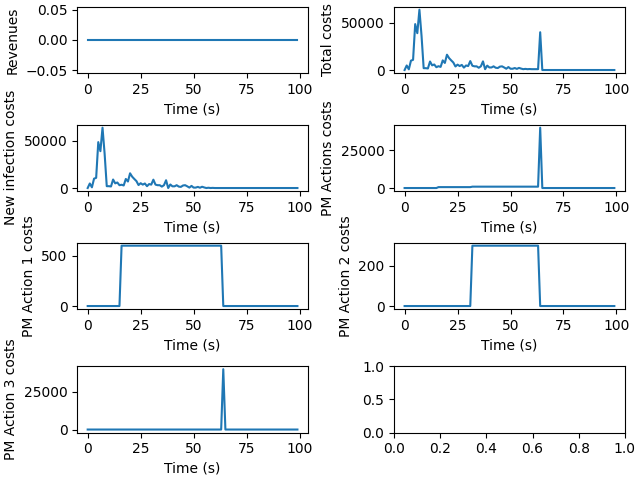 Revenues
0.05
0.00
−0.05
0 25 50 75 100
Time (s)
Total costs
50000
0
0 25 50 75 100
Time (s)
New infection costs
50000
0
0 25 50 75 100
Time (s)
PM Actions costs
25000
0
0 25 50 75 100
Time (s)
PM Action 1 costs
500
0
0 25 50 75 100
Time (s)
PM Action 2 costs
200
0
0 25 50 75 100
Time (s)
PM Action 3 costs
25000
0
0 25 50 75 100
Time (s)
1.0
0.5
0.0
0.0 0.2 0.4 0.6 0.8 1.0